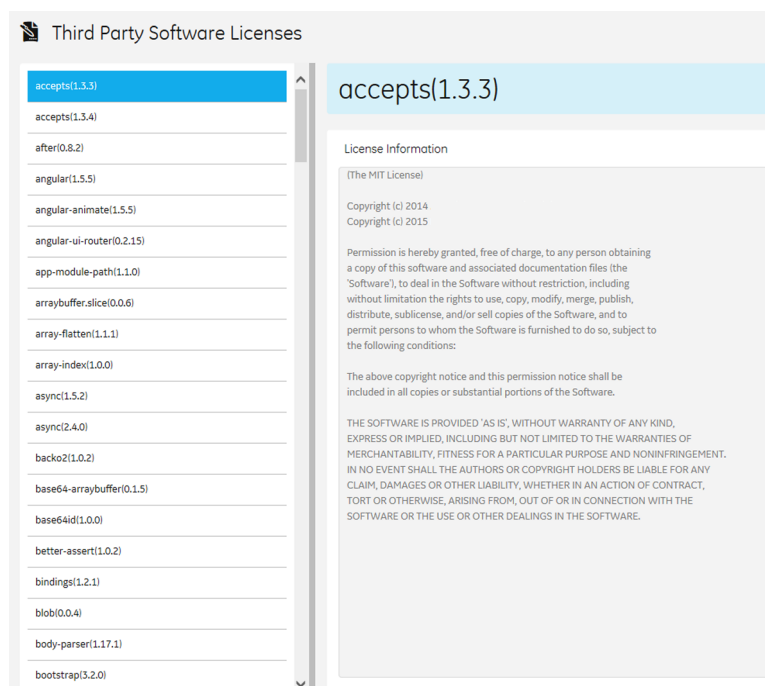 Third Party Software Licenses
accepts(1.3.3)
accepts(1.3.4)
after(0.8.2)
angular(1.5.5)
angular-animate(1.5.5)
angular-ui-router(0.2.15)
app-module-path(1.1.0)
arraybuffer.slice(0.0.6)
array-flatten(1.1.1)
array-index(1.0.0)
async(1.5.2)
async(2.4.0)
backo2(1.0.2)
base64-arraybuffer(0.1.5)
base64id(1.0.0)
better-assert(1.0.2)
bindings(1.2.1)
blob(0.0.4)
body-parser(1.17.1)
bootstrap(3.2.0)
accepts(1.3.3)
License Information
(The MIT License)
Copyright (c) 2014
Copyright (c) 2015
Permission is hereby granted, free of charge, to any person obtaining
a copy of this software and associated documentation files (the
'Software'), to deal in the Software without restriction, including
without limitation the rights to use, copy, modify, merge, publish,
distribute, sublicense, and/or sell copies of the Software, and to
permit persons to whom the Software is furnished to do so, subject to
the following conditions:
The above copyright notice and this permission notice shall be
included in all copies or substantial portions of the Software.
THE SOFTWARE IS PROVIDED 'AS IS', WITHOUT WARRANTY OF ANY KIND,
EXPRESS OR IMPLIED, INCLUDING BUT NOT LIMITED TO THE WARRANTIES OF
MERCHANTABILITY, FITNESS FOR A PARTICULAR PURPOSE AND NONINFRINGEMENT.
IN NO EVENT SHALL THE AUTHORS OR COPYRIGHT HOLDERS BE LIABLE FOR ANY
CLAIM, DAMAGES OR OTHER LIABILITY, WHETHER IN AN ACTION OF CONTRACT,
TORT OR OTHERWISE, ARISING FROM, OUT OF OR IN CONNECTION WITH THE
SOFTWARE OR THE USE OR OTHER DEALINGS IN THE SOFTWARE.